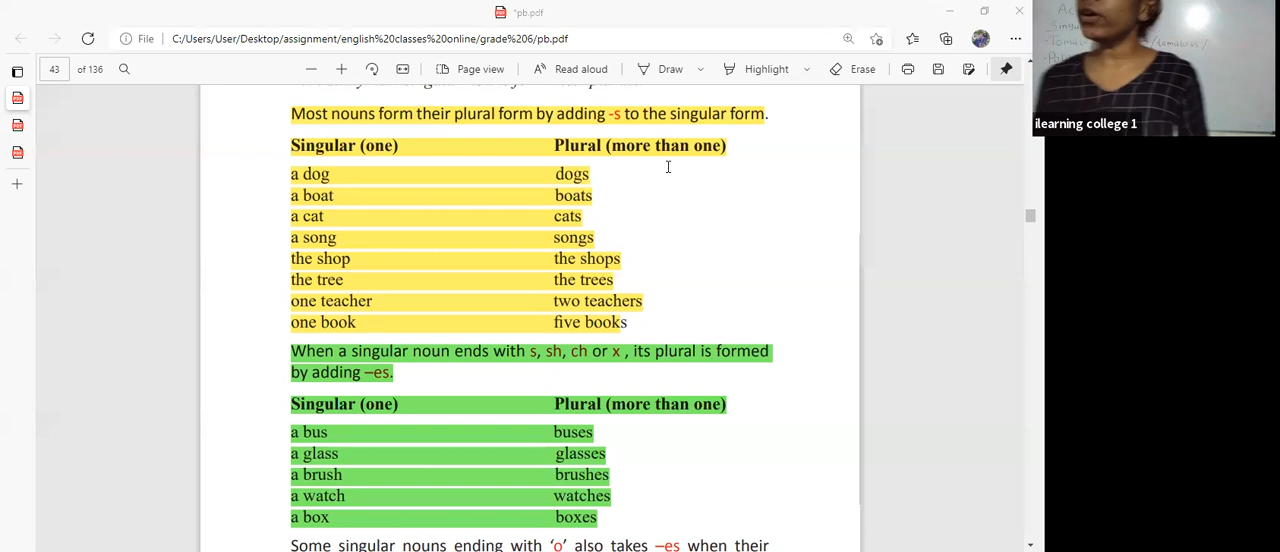 *pb.pdf
File C:/Users/User/Desktop/assignment/english%20classes%20online/grade%206/pb.pdf
43 of 136 Page view Read aloud Draw Highlight Erase
ilearning college 1
Most nouns form their plural form by adding -s to the singular form.
Singular (one) Plural (more than one)
a dog dogs
a boat boats
a cat cats
a song songs
the shop the shops
the tree the trees
one teacher two teachers
one book five books
When a singular noun ends with s, sh, ch or x , its plural is formed
by adding –es.
Singular (one) Plural (more than one)
a bus buses
a glass glasses
a brush brushes
a watch watches
a box boxes
Some singular nouns ending with ‘o’ also takes –es when their